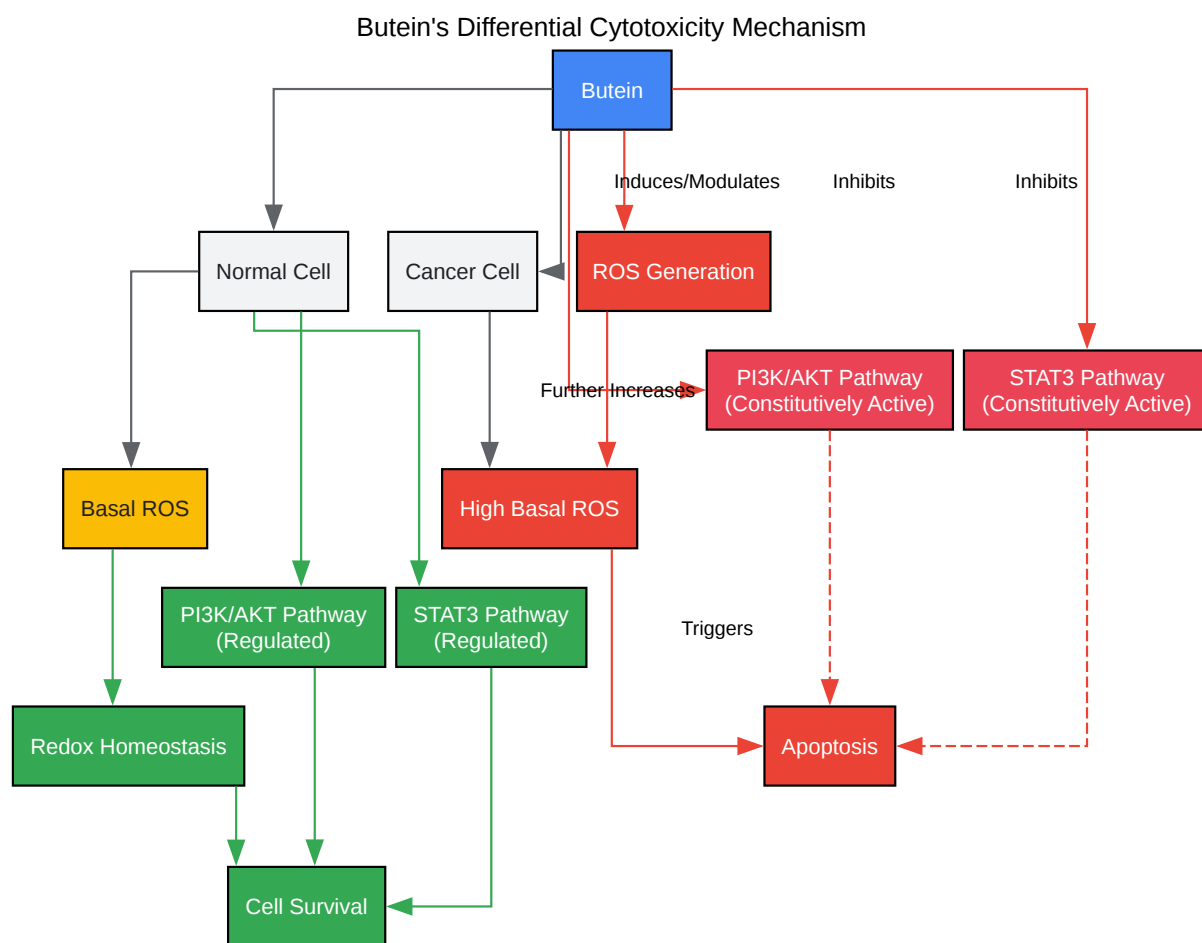 Butein's Differential Cytotoxicity Mechanism
Butein
Induces/Modulates
Inhibits
Inhibits
Normal Cell
Cancer Cell
ROS Generation
Further Increases
PI3K/AKT Pathway
(Constitutively Active)
STAT3 Pathway
(Constitutively Active)
Basal ROS
High Basal ROS
PI3K/AKT Pathway
(Regulated)
STAT3 Pathway
(Regulated)
Triggers
Redox Homeostasis
Apoptosis
Cell Survival